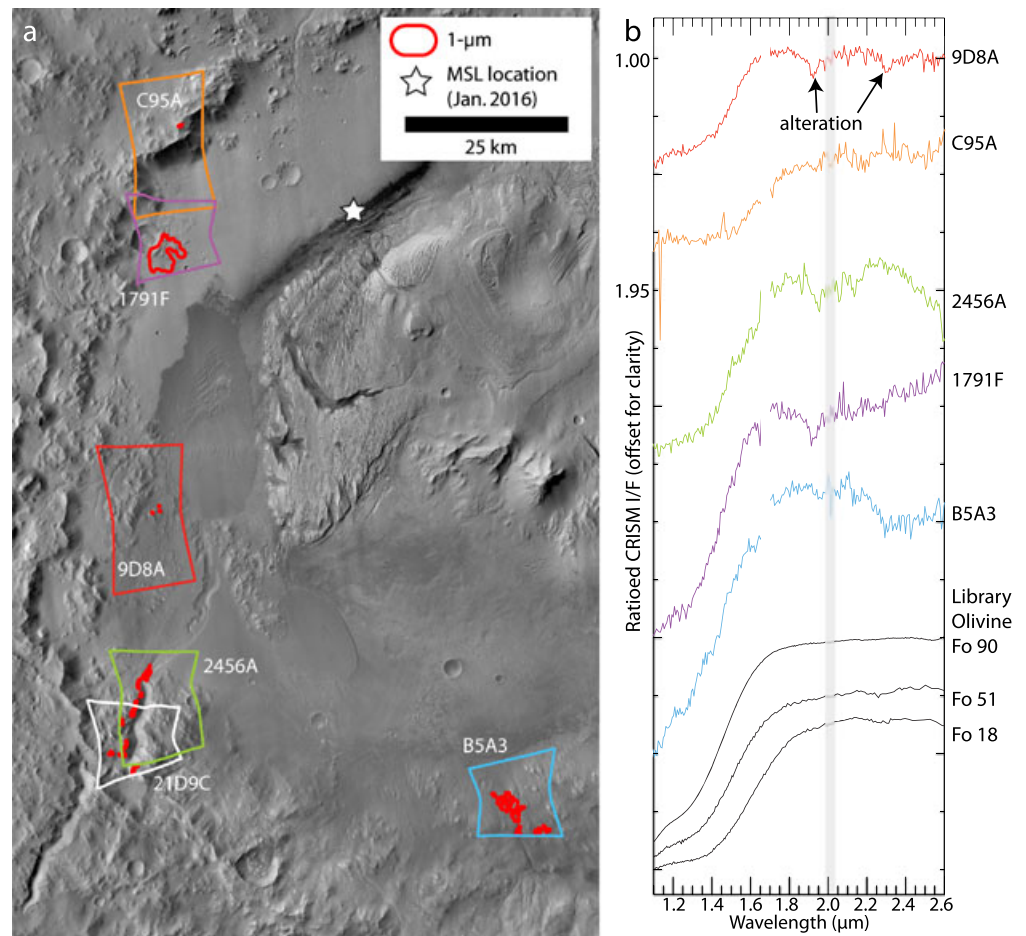 a
1-μm
MSL location
(Jan. 2016)
25 km
C95A
1791F
9D8A
2456A
21D9C
B5A3
b
1.00
1.95
Ratioed CRISM I/F (offset for clarity)
9D8A
alteration
C95A
2456A
1791F
B5A3
Library
Olivine
Fo 90
Fo 51
Fo 18
1.2 1.4 1.6 1.8 2.0 2.2 2.4 2.6
Wavelength (μm)